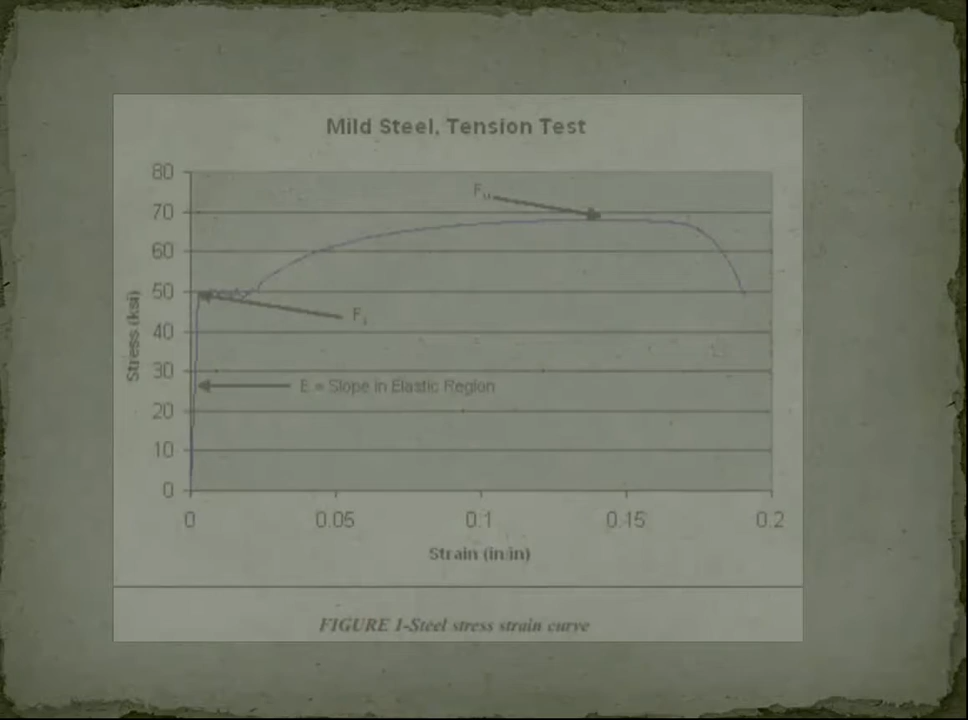 Mild Steel, Tension Test
80
70
60
50
40
30
20
10
0
Stress (ksi)
Fu
F
E = Slope in Elastic Region
0 0.05 0.1 0.15 0.2
Strain (in/in)
FIGURE 1-Steel stress strain curve